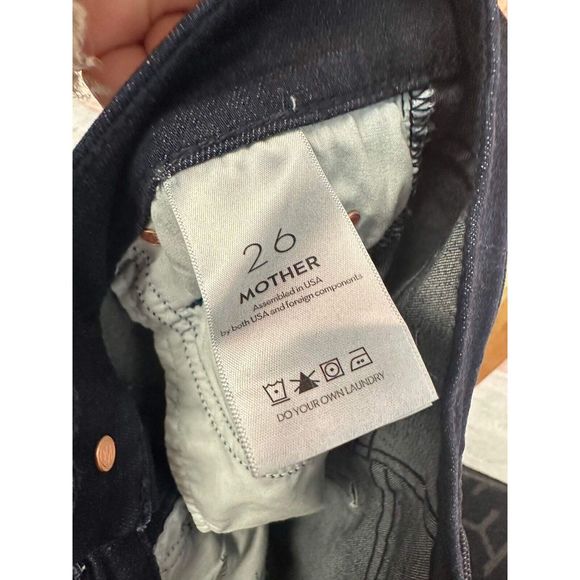 26
MOTHER
Assembled in USA
by both USA and foreign components
DO YOUR OWN LAUNDRY